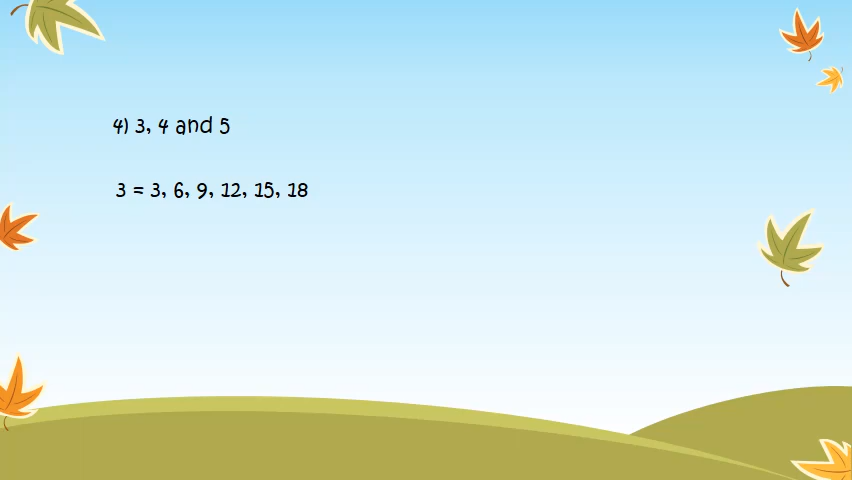 4) 3, 4 and 5
3 = 3, 6, 9, 12, 15, 18